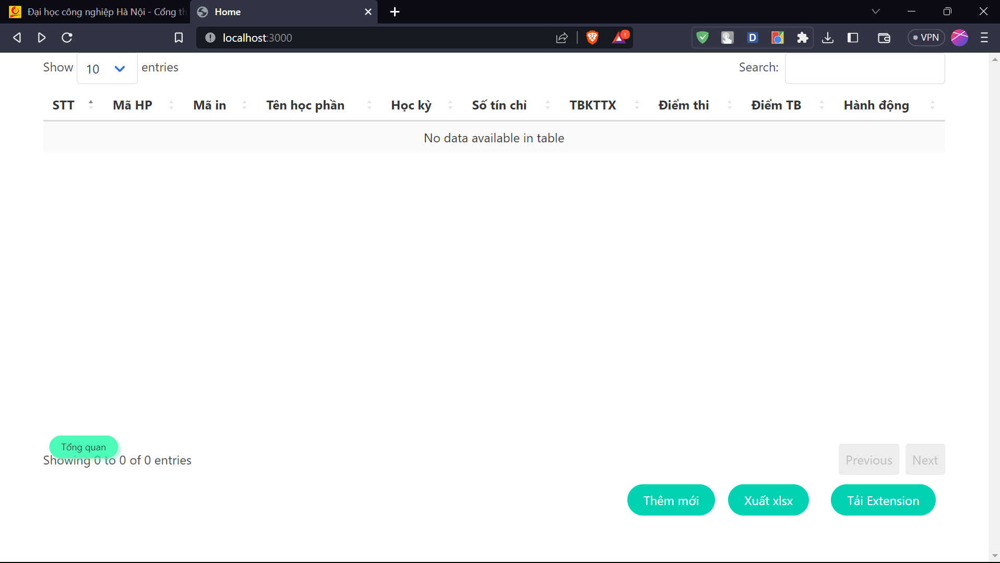 Đại học công nghiệp Hà Nội - Cổng th
Home
localhost:3000
1
VPN
Show 10 entries
Search:
STT Mã HP Mã in Tên học phần Học kỳ Số tín chỉ TBKTTX Điểm thi Điểm TB Hành động
No data available in table
Tổng quan
Showing 0 to 0 of 0 entries
Previous Next
Thêm mới Xuất xlsx Tải Extension